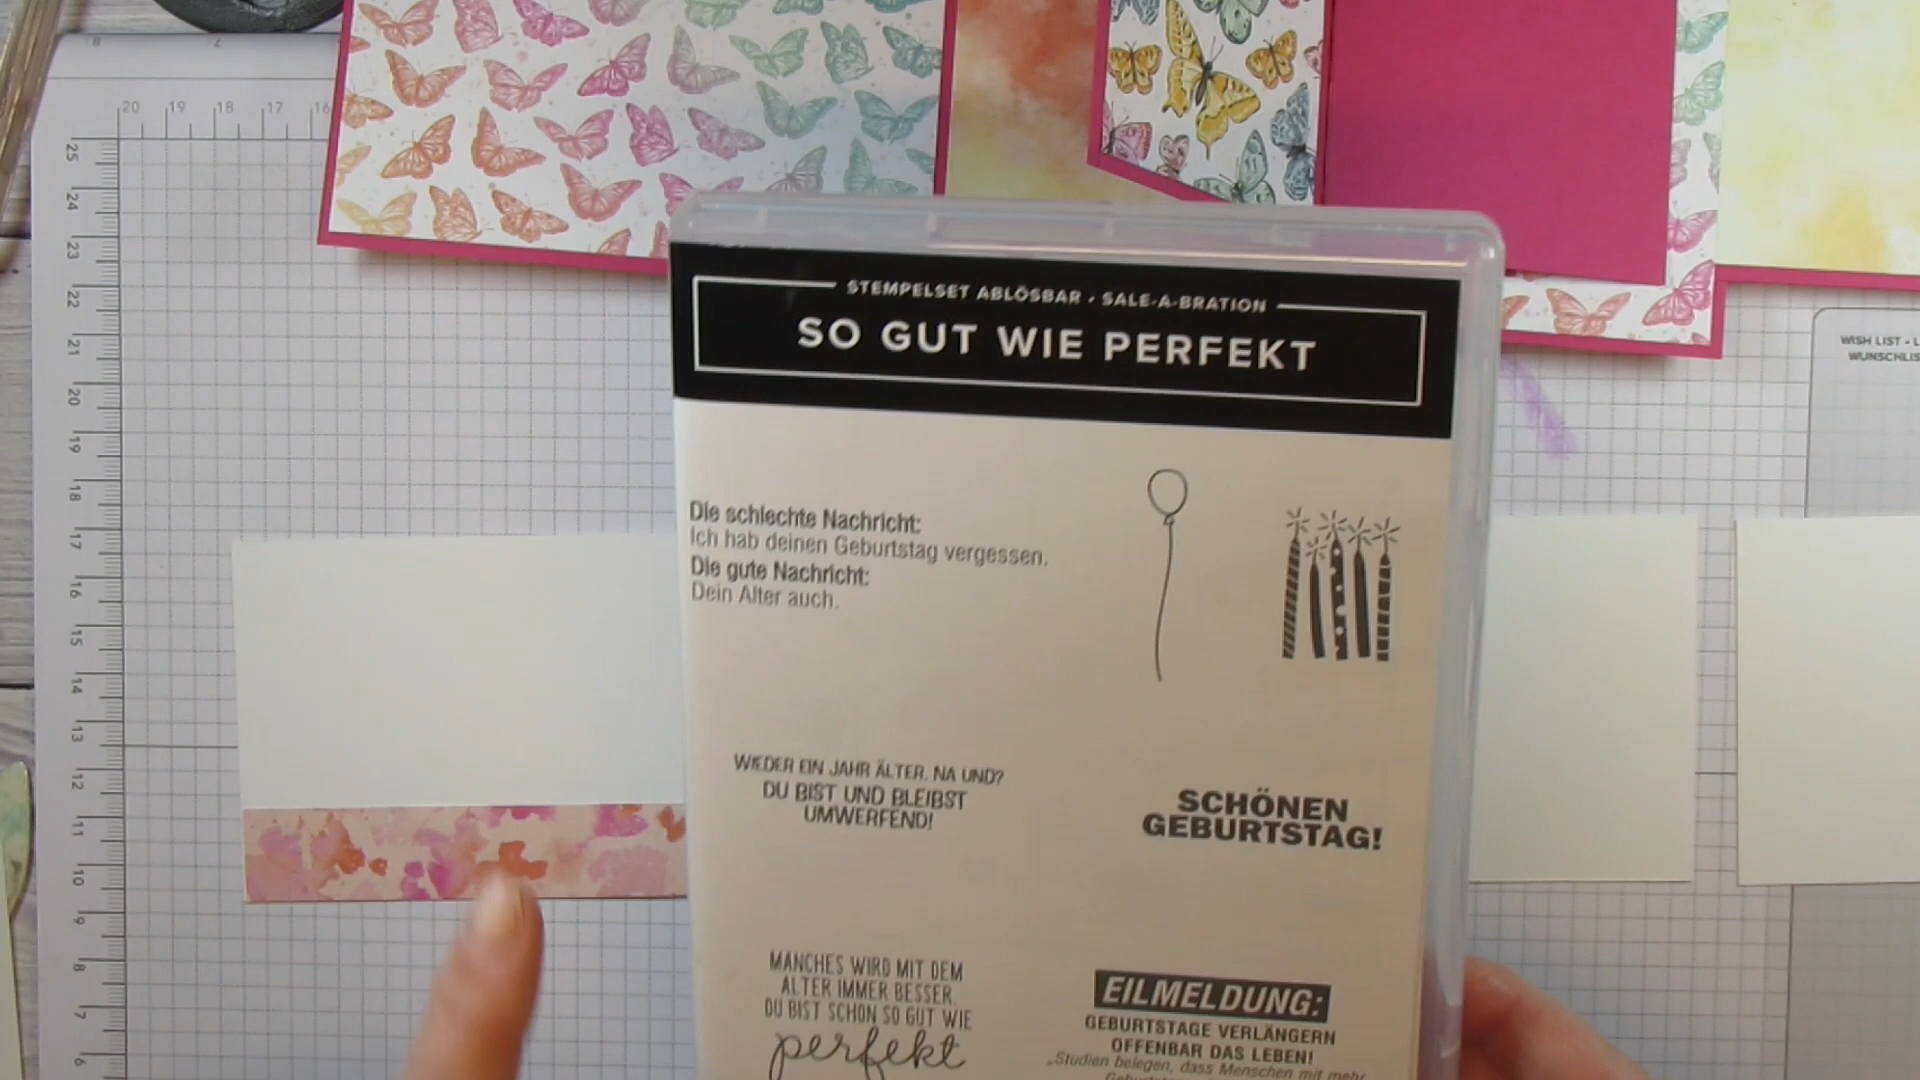 STEMPELSET ABLÖSBAR • SALE-A-BRATION
SO GUT WIE PERFEKT
Die schlechte Nachricht:
Ich hab deinen Geburtstag vergessen.
Die gute Nachricht:
Dein Alter auch.
WIEDER EIN JAHR ÄLTER. NA UND?
DU BIST UND BLEIBST
UMWERFEND!
SCHÖNEN
GEBURTSTAG!
MANCHES WIRD MIT DEM
ALTER IMMER BESSER.
DU BIST SCHON SO GUT WIE
perfekt
EILMELDUNG:
GEBURTSTAGE VERLÄNGERN
OFFENBAR DAS LEBEN!
„Studien belegen, dass Menschen mit mehr
WISH LIST -
8 7
20 19 18 17 16
25
24
23
22
21
20
19
18
17
16
15
14
13
12
11
10
9
8
7
6